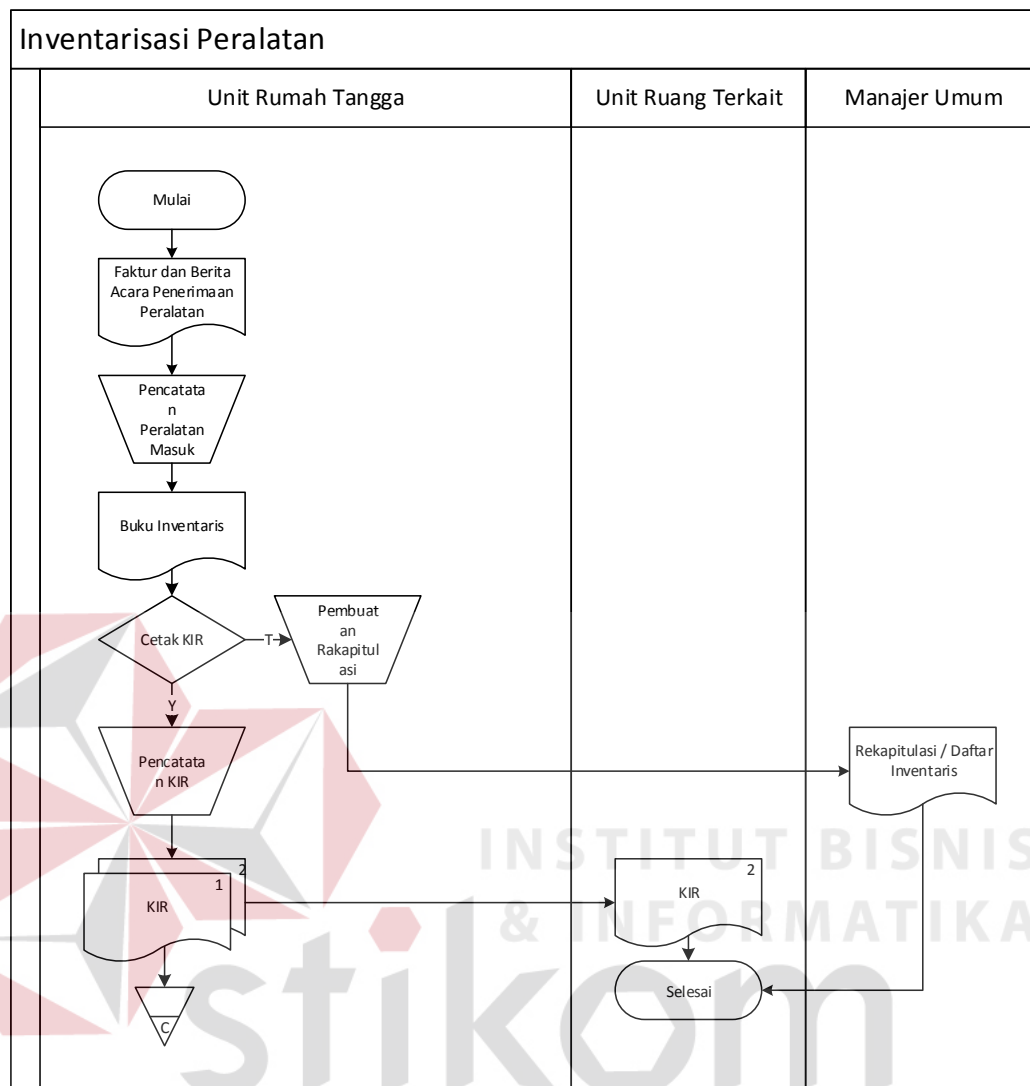 Inventarisasi Peralatan
Unit Rumah Tangga
Unit Ruang Terkait
Manajer Umum
Mulai
Faktur dan Berita
Acara Penerimaan
Peralatan
Pencatata
n
Peralatan
Masuk
Buku Inventaris
Cetak KIR
T
Pembuat
an
Rakapitul
asi
Y
Pencatata
n KIR
Rekapitulasi / Daftar
Inventaris
2
1
KIR
2
KIR
C
Selesai
INSTITUT BISNIS
& INFORMATIKA
stikom